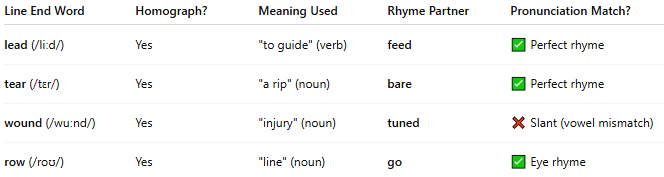 Line End Word Homograph? Meaning Used Rhyme Partner Pronunciation Match?
lead (/liːd/) Yes "to guide" (verb) feed ✅ Perfect rhyme
tear (/tɛr/) Yes "a rip" (noun) bare ✅ Perfect rhyme
wound (/wuːnd/) Yes "injury" (noun) tuned ❌ Slant (vowel mismatch)
row (/roʊ/) Yes "line" (noun) go ✅ Eye rhyme